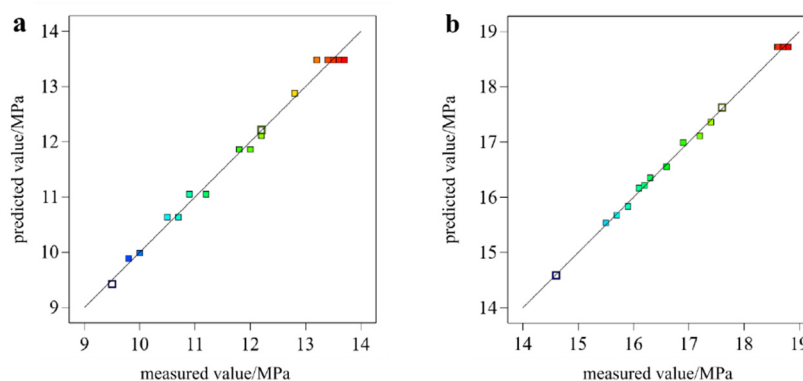 a
14
13
12
11
10
9
predicted value/MPa
9 10 11 12 13 14
measured value/MPa
b
19
18
17
16
15
14
predicted value/MPa
14 15 16 17 18 19
measured value/MPa